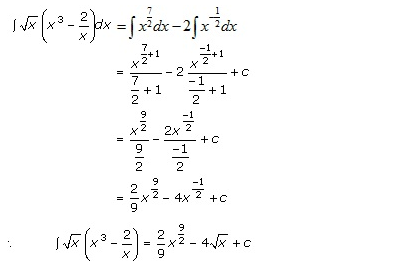 ∫√x(x³ − 2/x)dx = ∫x^(7/2)dx − 2∫x^(1/2)dx
= x^(7/2+1)/(7/2+1) − 2 x^(−1/2+1)/(−1/2+1) + c
= x^(9/2)/(9/2) − 2x^(−1/2)/(−1/2) + c
= 2/9 x^(9/2) − 4x^(−1/2) + c
∴ ∫√x(x³ − 2/x) = 2/9 x^(9/2) − 4√x + c